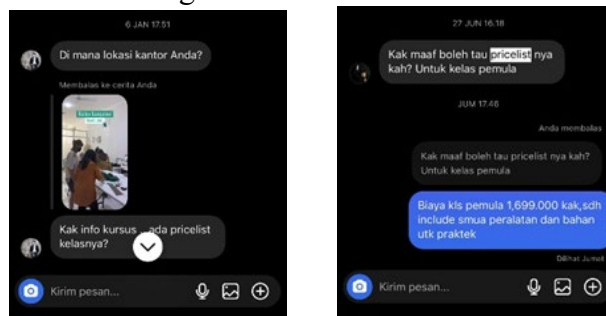 6 JAN 17.51
Di mana lokasi kantor Anda?
Membalas ke cerita Anda
Kak info kursus ada pricelist
kelasnya?
Kirim pesan...
27 JUN 16.18
Kak maaf boleh tau pricelist nya
kah? Untuk kelas pemula
JUM 17.46
Anda membalas
Kak maaf boleh tau pricelist nya kah?
Untuk kelas pemula
Biaya kls pemula 1,699.000 kak,sdh
include smua peralatan dan bahan
utk praktek
Dilihat Jumat
Kirim pesan...